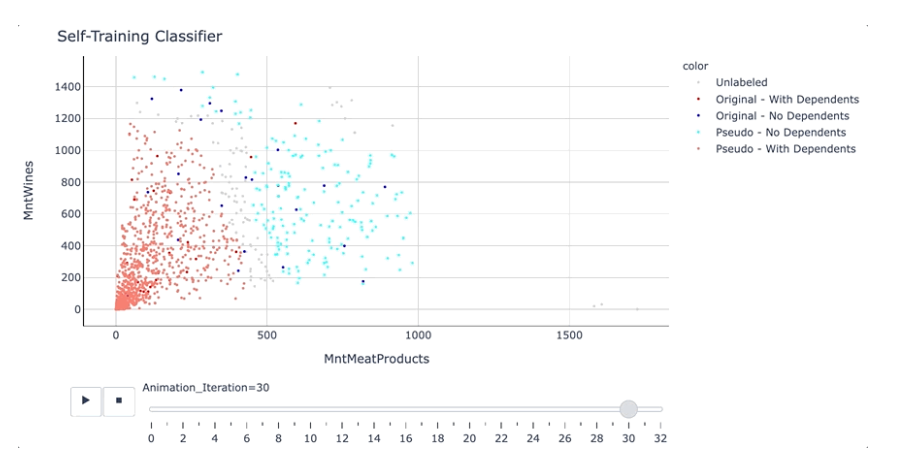 Self-Training Classifier
color
Unlabeled
Original - With Dependents
Original - No Dependents
Pseudo - No Dependents
Pseudo - With Dependents
MntWines
1400
1200
1000
800
600
400
200
0
0 500 1000 1500
MntMeatProducts
Animation_Iteration=30
0 2 4 6 8 10 12 14 16 18 20 22 24 26 28 30 32